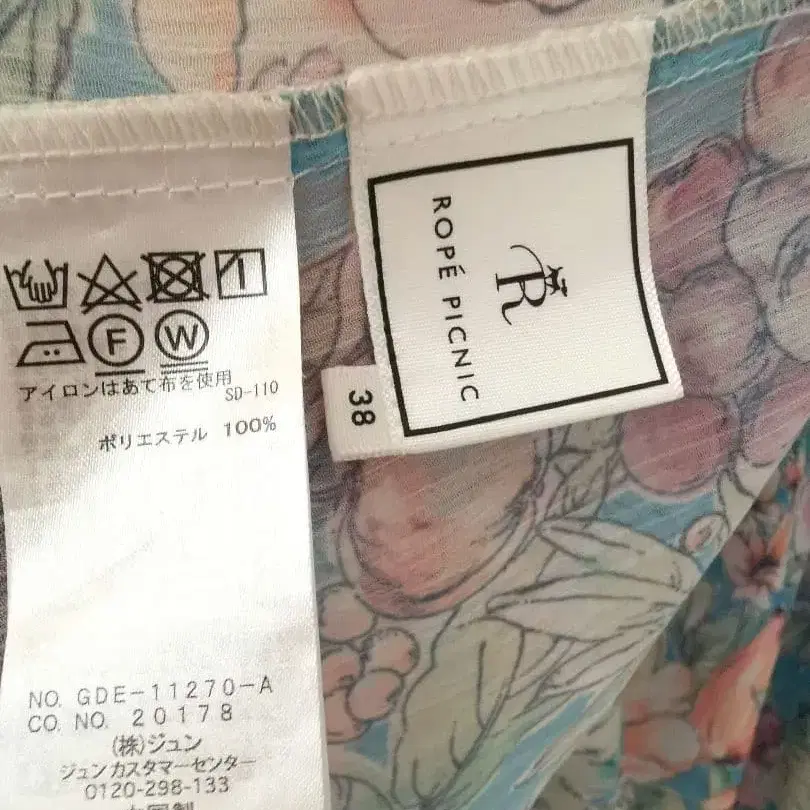 F W
アイロンはあて布を使用
SD-110
ポリエステル 100%
NO. GDE-11270-A
CO. NO. 20178
(株)ジュン
ジュンカスタマーセンター
0120-298-133
R
ROPÉ PICNIC
38